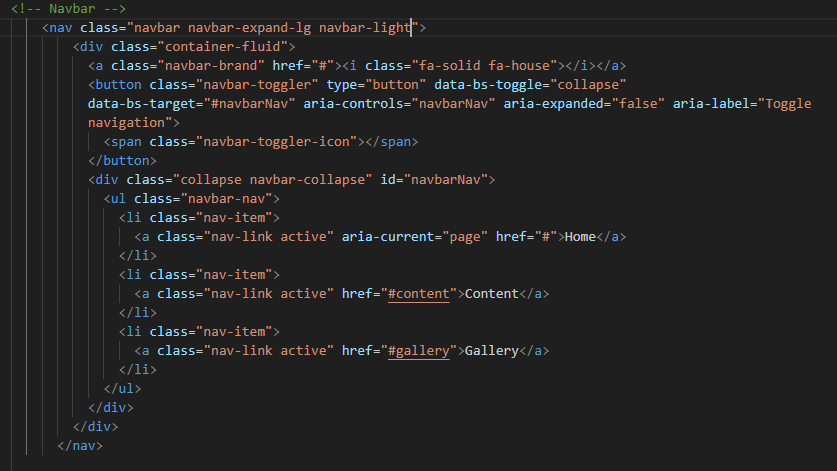 <!-- Navbar -->
<nav class="navbar navbar-expand-lg navbar-light">
<div class="container-fluid">
<a class="navbar-brand" href="#"><i class="fa-solid fa-house"></i></a>
<button class="navbar-toggler" type="button" data-bs-toggle="collapse"
data-bs-target="#navbarNav" aria-controls="navbarNav" aria-expanded="false" aria-label="Toggle
navigation">
<span class="navbar-toggler-icon"></span>
</button>
<div class="collapse navbar-collapse" id="navbarNav">
<ul class="navbar-nav">
<li class="nav-item">
<a class="nav-link active" aria-current="page" href="#">Home</a>
</li>
<li class="nav-item">
<a class="nav-link active" href="#content">Content</a>
</li>
<li class="nav-item">
<a class="nav-link active" href="#gallery">Gallery</a>
</li>
</ul>
</div>
</div>
</nav>